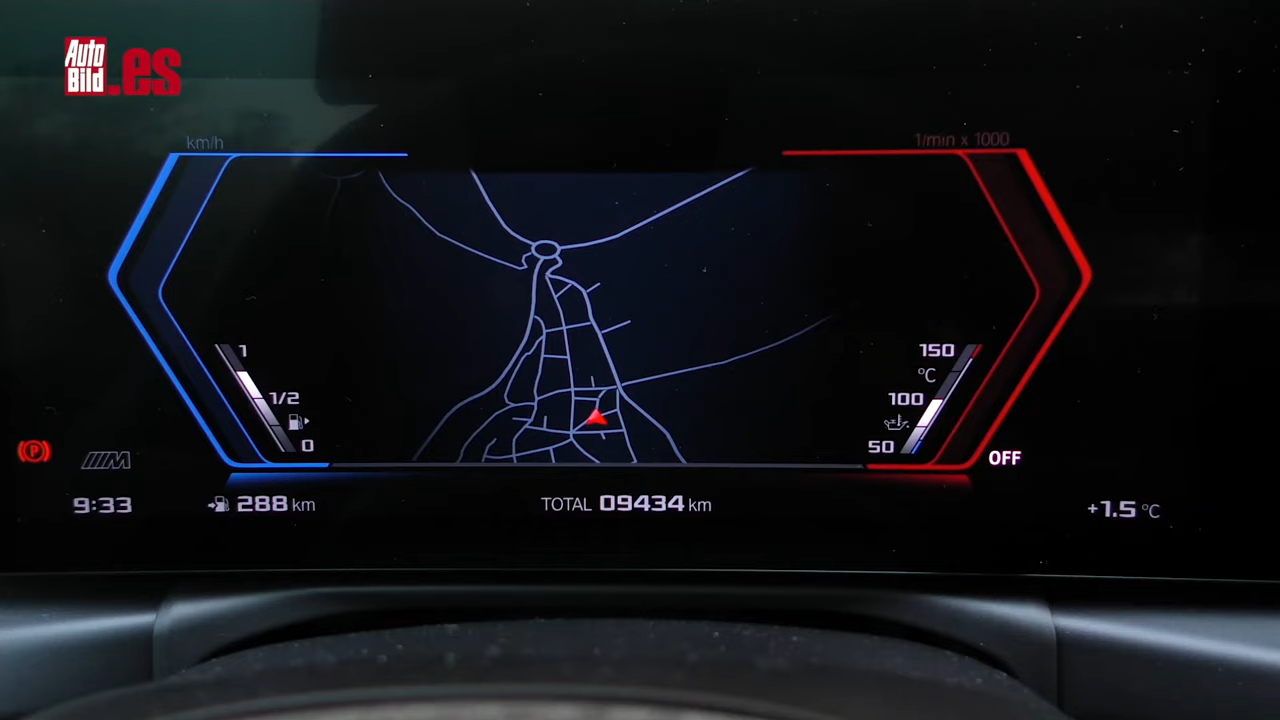 Auto
Bild
.es
km/h
1/min x 1000
1
1/2
0
150
°C
100
50
OFF
P
M
9:33
288 km
TOTAL 09434 km
+1.5 °C